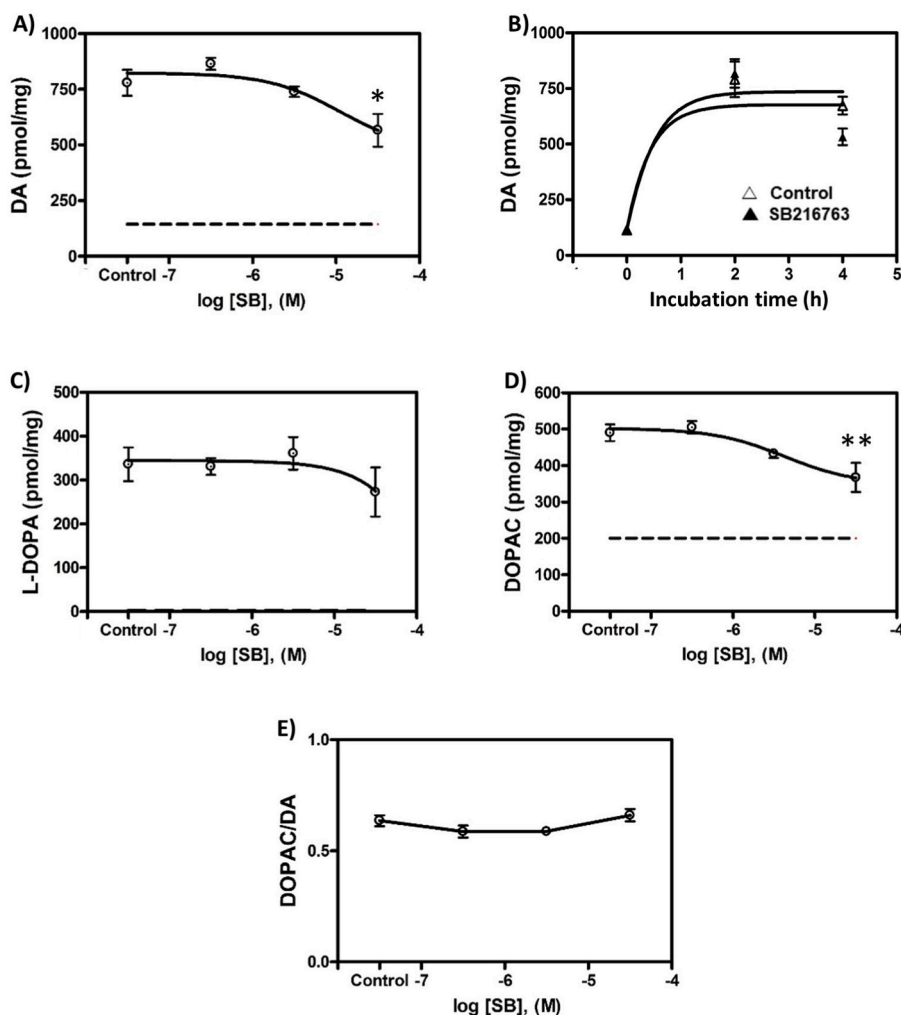 A)
1000
750
500
250
0
DA (pmol/mg)
*
Control -7 -6 -5 -4
log [SB], (M)
B)
1000
750
500
250
0
DA (pmol/mg)
△ Control
▲ SB216763
0 1 2 3 4 5
Incubation time (h)
C)
500
400
300
200
100
0
L-DOPA (pmol/mg)
Control -7 -6 -5 -4
log [SB], (M)
D)
600
500
400
300
200
100
0
DOPAC (pmol/mg)
**
Control -7 -6 -5 -4
log [SB], (M)
E)
1.0
0.5
0.0
DOPAC/DA
Control -7 -6 -5 -4
log [SB], (M)